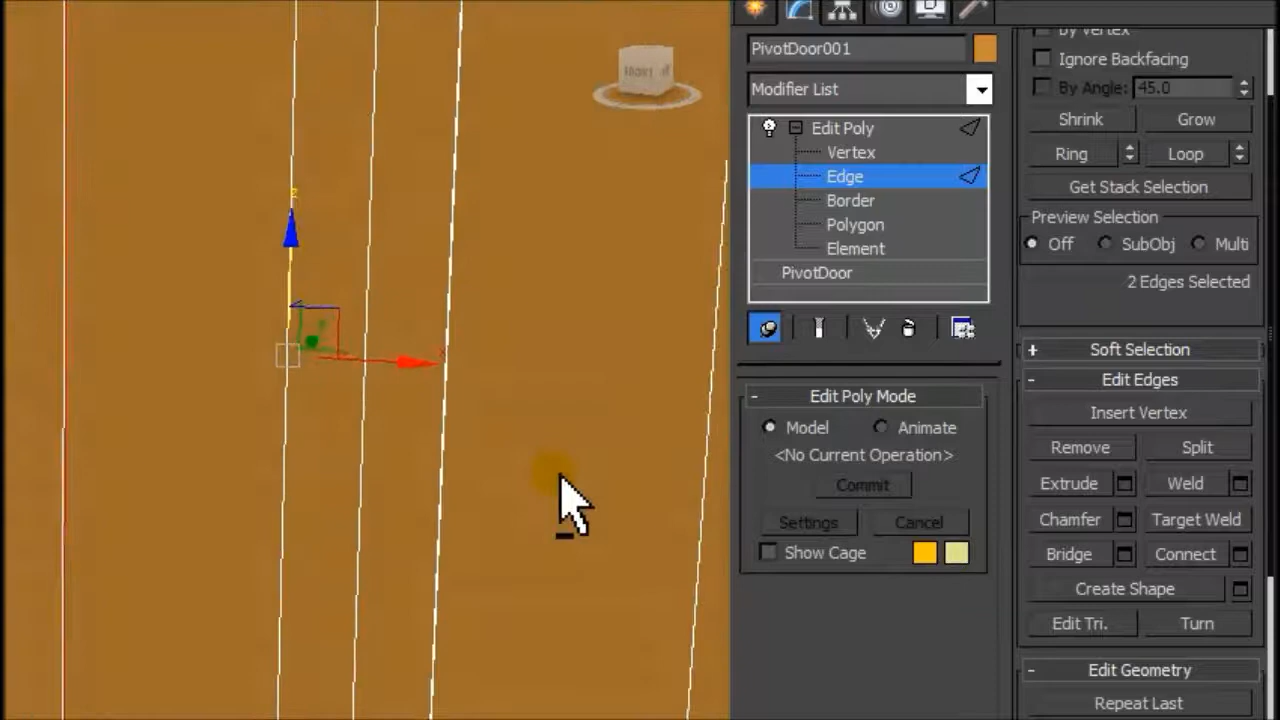 z
x
PivotDoor001
Modifier List
Edit Poly
Vertex
Edge
Border
Polygon
Element
PivotDoor
Edit Poly Mode
Model
Animate
<No Current Operation>
Commit
Settings
Cancel
Show Cage
By Vertex
Ignore Backfacing
By Angle: 45.0
Shrink
Grow
Ring
Loop
Get Stack Selection
Preview Selection
Off
SubObj
Multi
2 Edges Selected
+ Soft Selection
- Edit Edges
Insert Vertex
Remove
Split
Extrude
Weld
Chamfer
Target Weld
Bridge
Connect
Create Shape
Edit Tri.
Turn
- Edit Geometry
Repeat Last